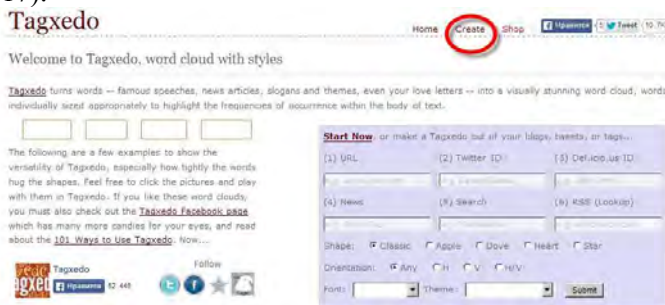 37).
Tagxedo
Home Create Shop Нравится Tweet
Welcome to Tagxedo, word cloud with styles
Tagxedo turns words -- famous speeches, news articles, slogans and themes, even your love letters -- into a visually stunning word cloud, words
individually sized appropriately to highlight the frequencies of occurrence within the body of text.
The following are a few examples to show the
versatility of Tagxedo, especially how tightly the words
hug the shapes. Feel free to click the pictures and play
with them in Tagxedo. If you like these word clouds,
you must also check out the Tagxedo Facebook page
which has many more candies for your eyes, and read
about the 101 Ways to Use Tagxedo. Now...
Tagxedo
Нравится 52 448
Follow
Start Now, or make a Tagxedo out of your blogs, tweets, or tags...
(1) URL (2) Twitter ID (3) Del.icio.us ID
(4) News (5) Search (6) RSS (Lookup)
Shape: Classic Apple Dove Heart Star
Orientation: Any H V H/V
Font: Theme: Submit